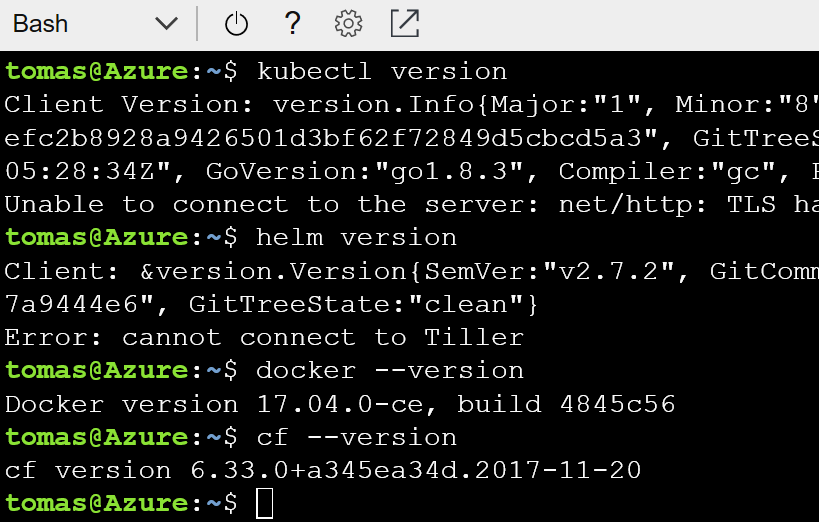 Bash
?
tomas@Azure:~$ kubectl version
Client Version: version.Info{Major:"1", Minor:"8"
efc2b8928a9426501d3bf62f72849d5cbcd5a3", GitTreeS
05:28:34Z", GoVersion:"go1.8.3", Compiler:"gc", P
Unable to connect to the server: net/http: TLS ha
tomas@Azure:~$ helm version
Client: &version.Version{SemVer:"v2.7.2", GitComm
7a9444e6", GitTreeState:"clean"}
Error: cannot connect to Tiller
tomas@Azure:~$ docker --version
Docker version 17.04.0-ce, build 4845c56
tomas@Azure:~$ cf --version
cf version 6.33.0+a345ea34d.2017-11-20
tomas@Azure:~$